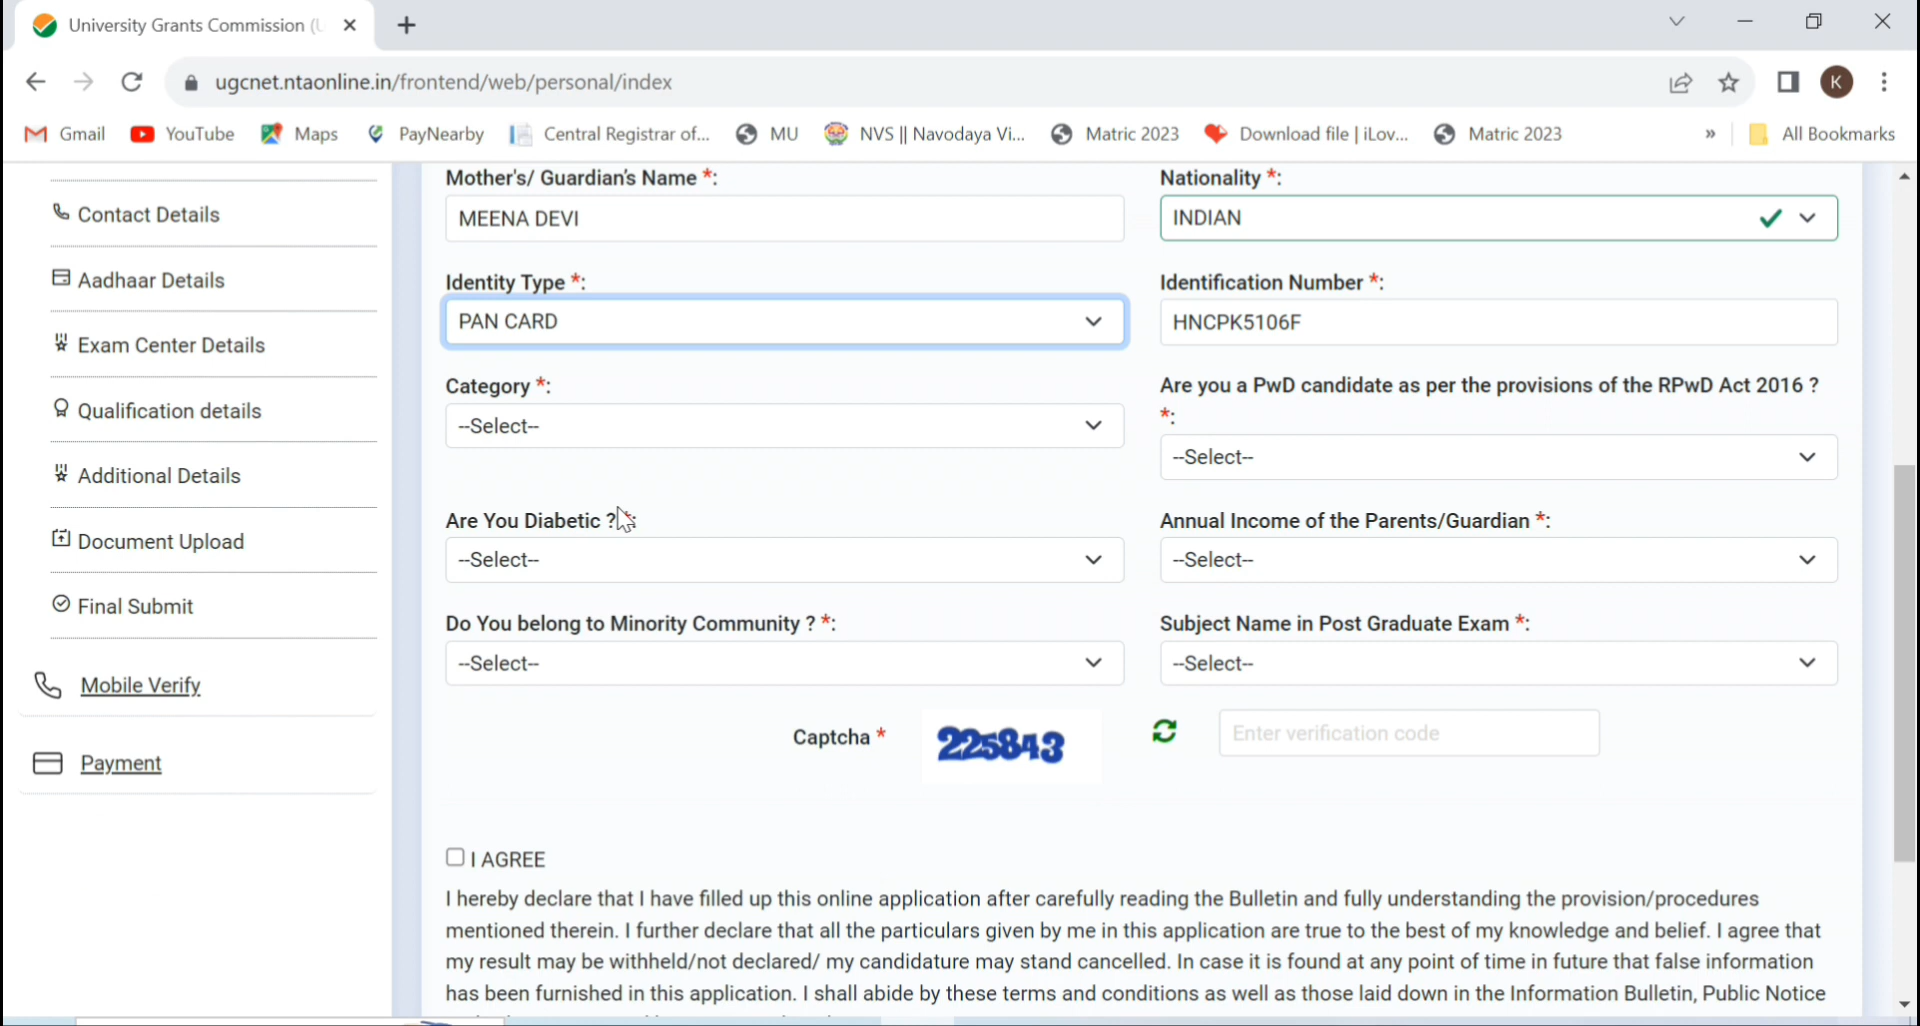 University Grants Commission (
ugcnet.ntaonline.in/frontend/web/personal/index
K
Gmail YouTube Maps PayNearby Central Registrar of... MU NVS || Navodaya Vi... Matric 2023 Download file | iLov... Matric 2023 » All Bookmarks
Mother's/ Guardian's Name *: Nationality *:
MEENA DEVI INDIAN
Contact Details
Identity Type *: Identification Number *:
Aadhaar Details
PAN CARD HNCPK5106F
Exam Center Details
Category *: Are you a PwD candidate as per the provisions of the RPwD Act 2016 ?
*:
Qualification details
--Select--
--Select--
Additional Details
Are You Diabetic ?*: Annual Income of the Parents/Guardian *:
Document Upload
--Select-- --Select--
Final Submit
Do You belong to Minority Community ? *: Subject Name in Post Graduate Exam *:
--Select-- --Select--
Mobile Verify
Captcha * 225843 Enter verification code
Payment
I AGREE
I hereby declare that I have filled up this online application after carefully reading the Bulletin and fully understanding the provision/procedures
mentioned therein. I further declare that all the particulars given by me in this application are true to the best of my knowledge and belief. I agree that
my result may be withheld/not declared/ my candidature may stand cancelled. In case it is found at any point of time in future that false information
has been furnished in this application. I shall abide by these terms and conditions as well as those laid down in the Information Bulletin, Public Notice